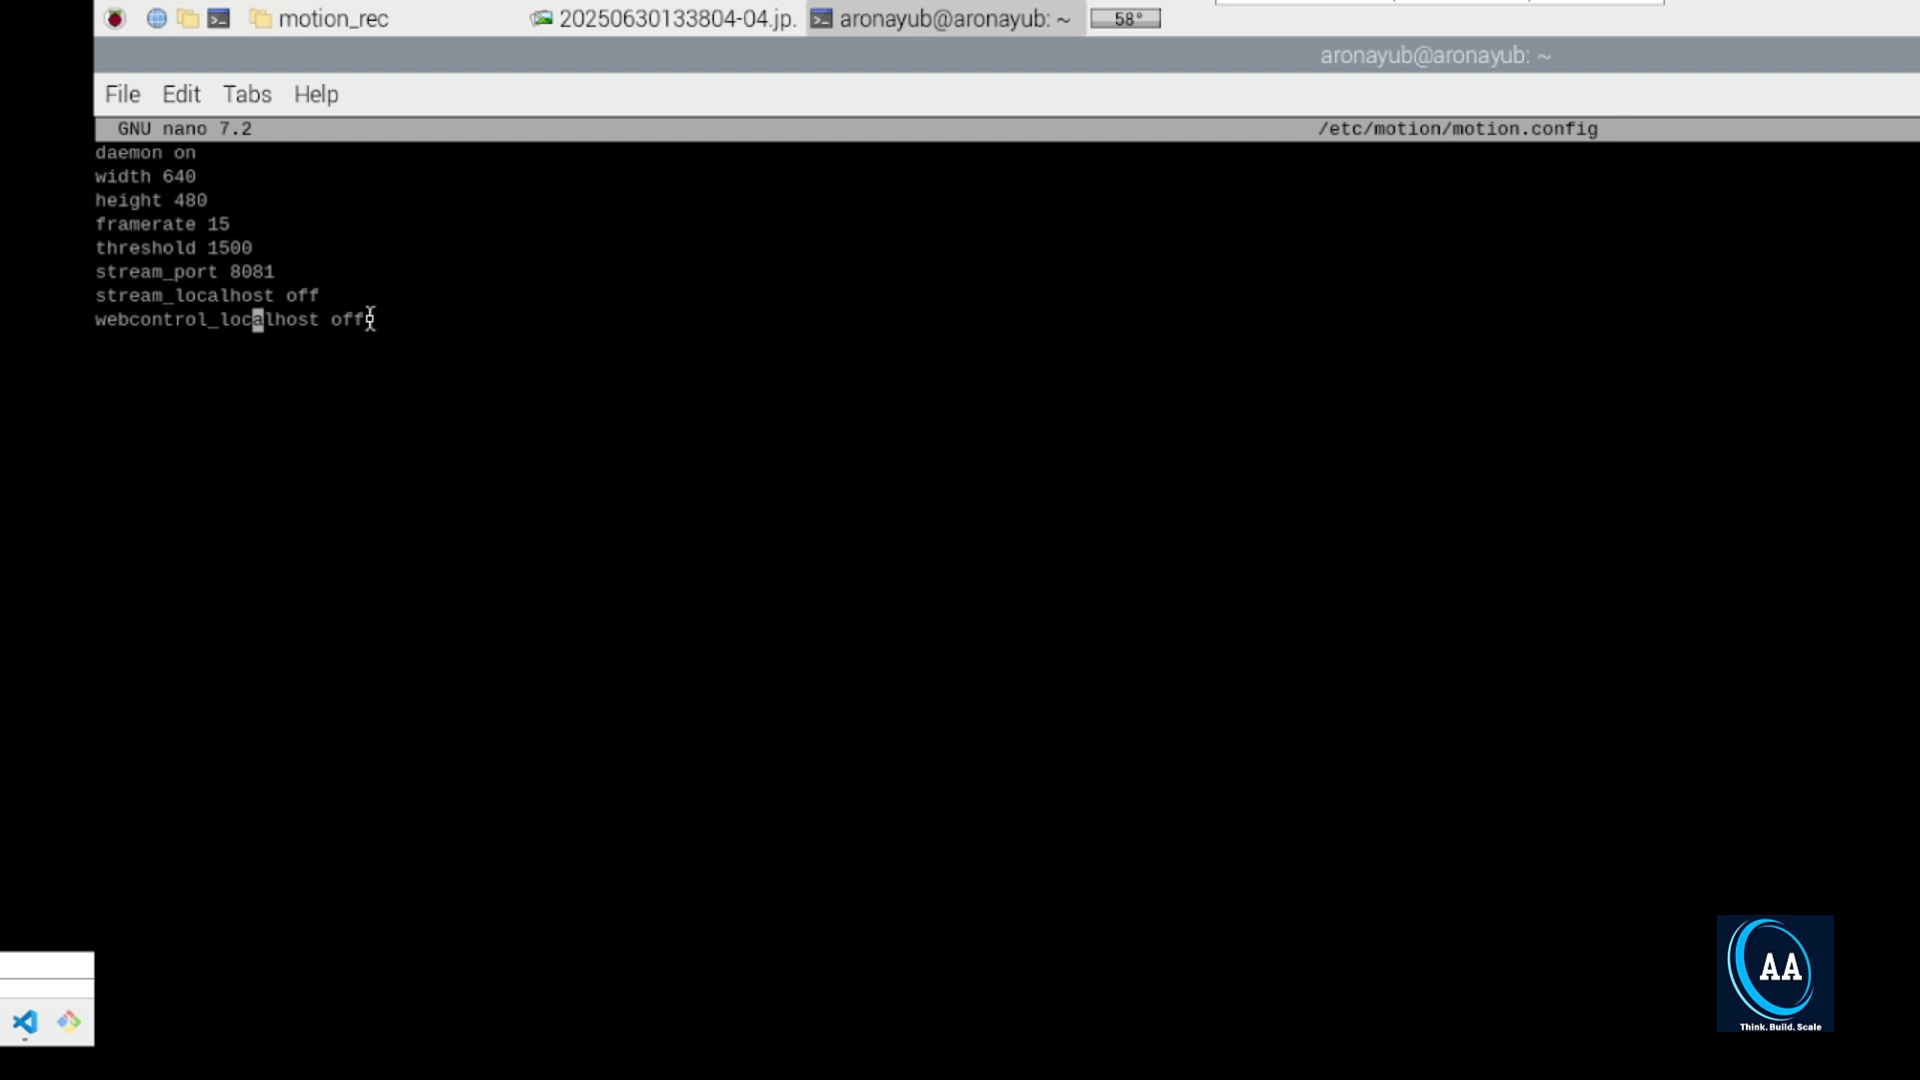 motion_rec 20250630133804-04.jp. aronayub@aronayub: ~ 58°
aronayub@aronayub: ~
File Edit Tabs Help
GNU nano 7.2 /etc/motion/motion.config
daemon on
width 640
height 480
framerate 15
threshold 1500
stream_port 8081
stream_localhost off
webcontrol_localhost off
AA
Think. Build. Scale